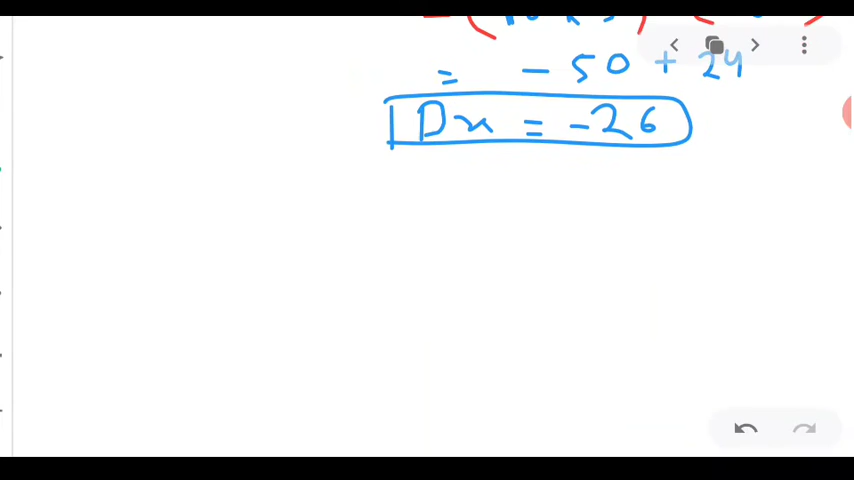 = - 50 + 24
Dx = -26